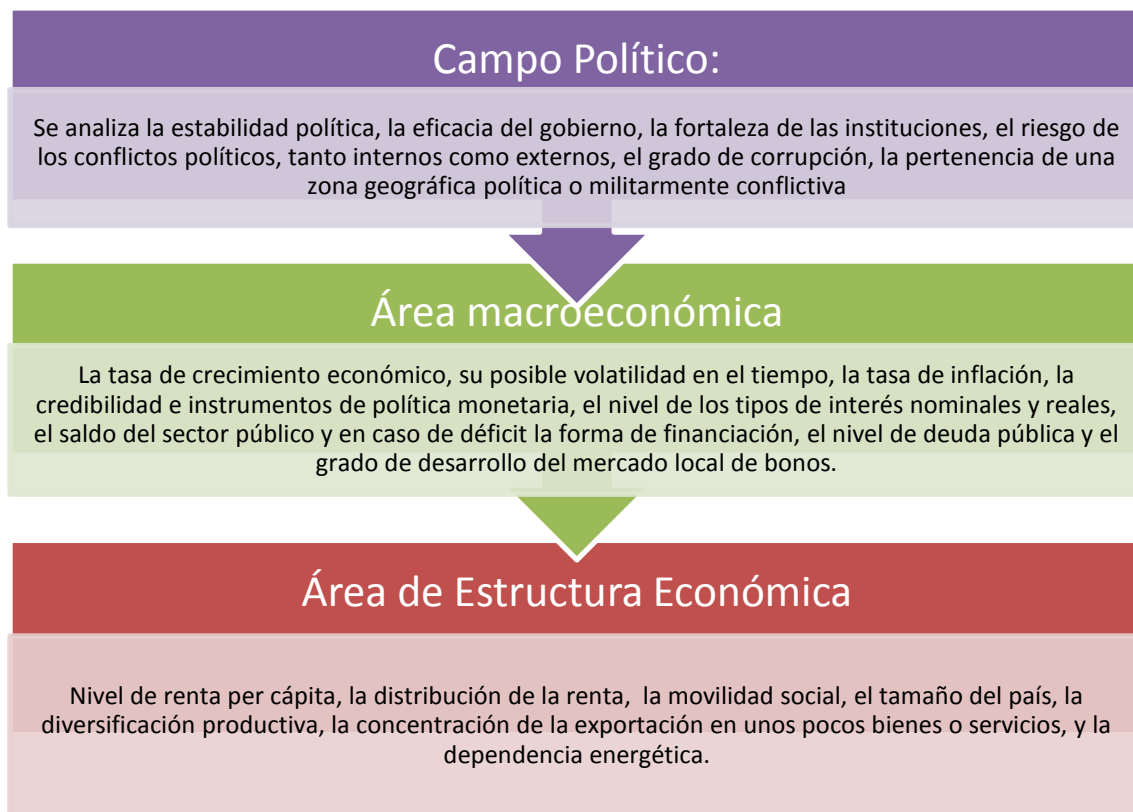 Campo Político:
Se analiza la estabilidad política, la eficacia del gobierno, la fortaleza de las instituciones, el riesgo de
los conflictos políticos, tanto internos como externos, el grado de corrupción, la pertenencia de una
zona geográfica política o militarmente conflictiva
Área macroeconómica
La tasa de crecimiento económico, su posible volatilidad en el tiempo, la tasa de inflación, la
credibilidad e instrumentos de política monetaria, el nivel de los tipos de interés nominales y reales,
el saldo del sector público y en caso de déficit la forma de financiación, el nivel de deuda pública y el
grado de desarrollo del mercado local de bonos.
Área de Estructura Económica
Nivel de renta per cápita, la distribución de la renta, la movilidad social, el tamaño del país, la
diversificación productiva, la concentración de la exportación en unos pocos bienes o servicios, y la
dependencia energética.